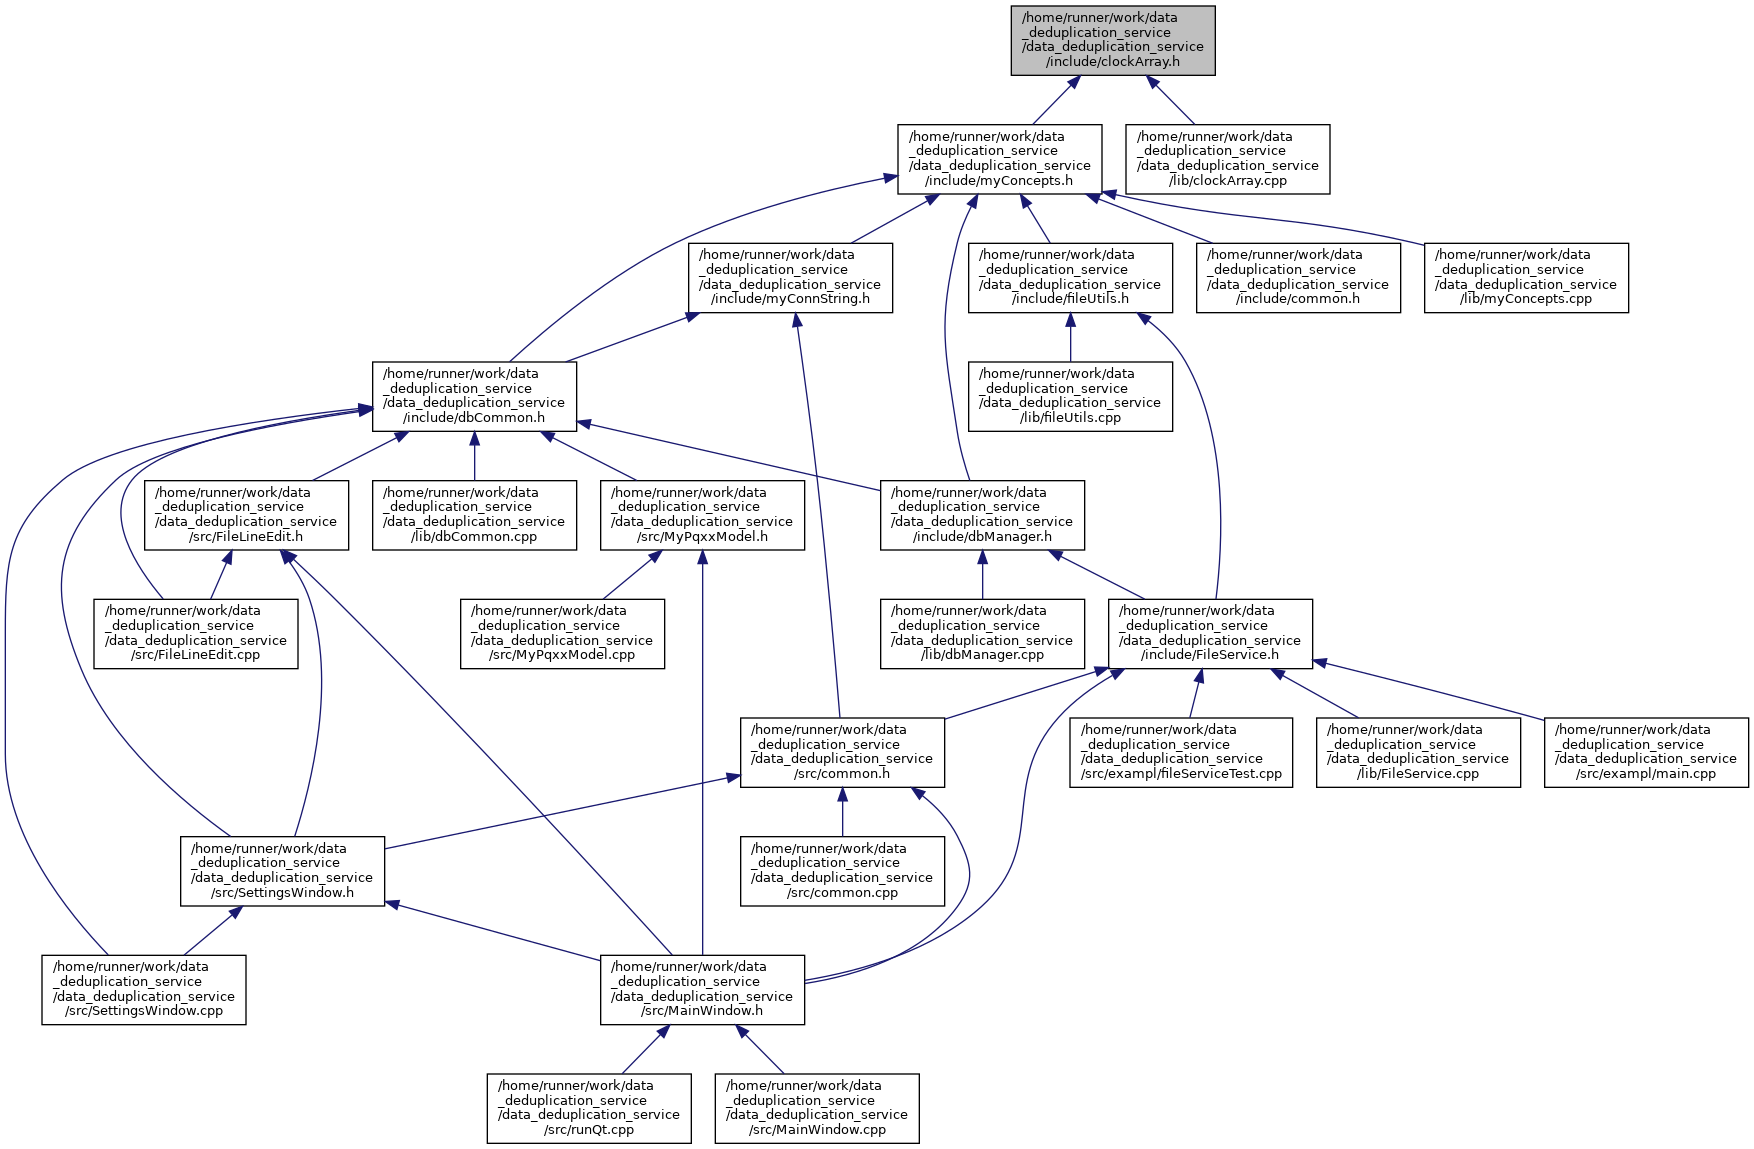 /home/runner/work/data
_deduplication_service
/data_deduplication_service
/include/clockArray.h
/home/runner/work/data
_deduplication_service
/data_deduplication_service
/include/myConcepts.h
/home/runner/work/data
_deduplication_service
/data_deduplication_service
/lib/clockArray.cpp
/home/runner/work/data
_deduplication_service
/data_deduplication_service
/include/myConnString.h
/home/runner/work/data
_deduplication_service
/data_deduplication_service
/include/fileUtils.h
/home/runner/work/data
_deduplication_service
/data_deduplication_service
/include/common.h
/home/runner/work/data
_deduplication_service
/data_deduplication_service
/lib/myConcepts.cpp
/home/runner/work/data
_deduplication_service
/data_deduplication_service
/include/dbCommon.h
/home/runner/work/data
_deduplication_service
/data_deduplication_service
/lib/fileUtils.cpp
/home/runner/work/data
_deduplication_service
/data_deduplication_service
/src/FileLineEdit.h
/home/runner/work/data
_deduplication_service
/data_deduplication_service
/lib/dbCommon.cpp
/home/runner/work/data
_deduplication_service
/data_deduplication_service
/src/MyPqxxModel.h
/home/runner/work/data
_deduplication_service
/data_deduplication_service
/include/dbManager.h
/home/runner/work/data
_deduplication_service
/data_deduplication_service
/src/FileLineEdit.cpp
/home/runner/work/data
_deduplication_service
/data_deduplication_service
/src/MyPqxxModel.cpp
/home/runner/work/data
_deduplication_service
/data_deduplication_service
/lib/dbManager.cpp
/home/runner/work/data
_deduplication_service
/data_deduplication_service
/include/FileService.h
/home/runner/work/data
_deduplication_service
/data_deduplication_service
/src/common.h
/home/runner/work/data
_deduplication_service
/data_deduplication_service
/src/exampl/fileServiceTest.cpp
/home/runner/work/data
_deduplication_service
/data_deduplication_service
/lib/FileService.cpp
/home/runner/work/data
_deduplication_service
/data_deduplication_service
/src/exampl/main.cpp
/home/runner/work/data
_deduplication_service
/data_deduplication_service
/src/SettingsWindow.h
/home/runner/work/data
_deduplication_service
/data_deduplication_service
/src/common.cpp
/home/runner/work/data
_deduplication_service
/data_deduplication_service
/src/SettingsWindow.cpp
/home/runner/work/data
_deduplication_service
/data_deduplication_service
/src/MainWindow.h
/home/runner/work/data
_deduplication_service
/data_deduplication_service
/src/runQt.cpp
/home/runner/work/data
_deduplication_service
/data_deduplication_service
/src/MainWindow.cpp